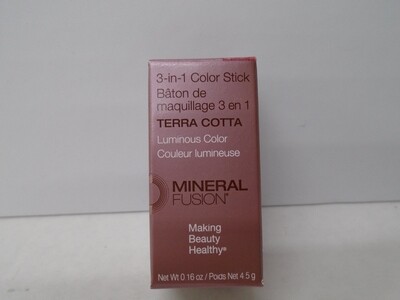 3-in-1 Color Stick
Bâton de
maquillage 3 en 1
TERRA COTTA
Luminous Color
Couleur lumineuse
MINERAL
FUSION®
Making
Beauty
Healthy®
Net Wt 0.16 oz / Poids Net 4.5 g